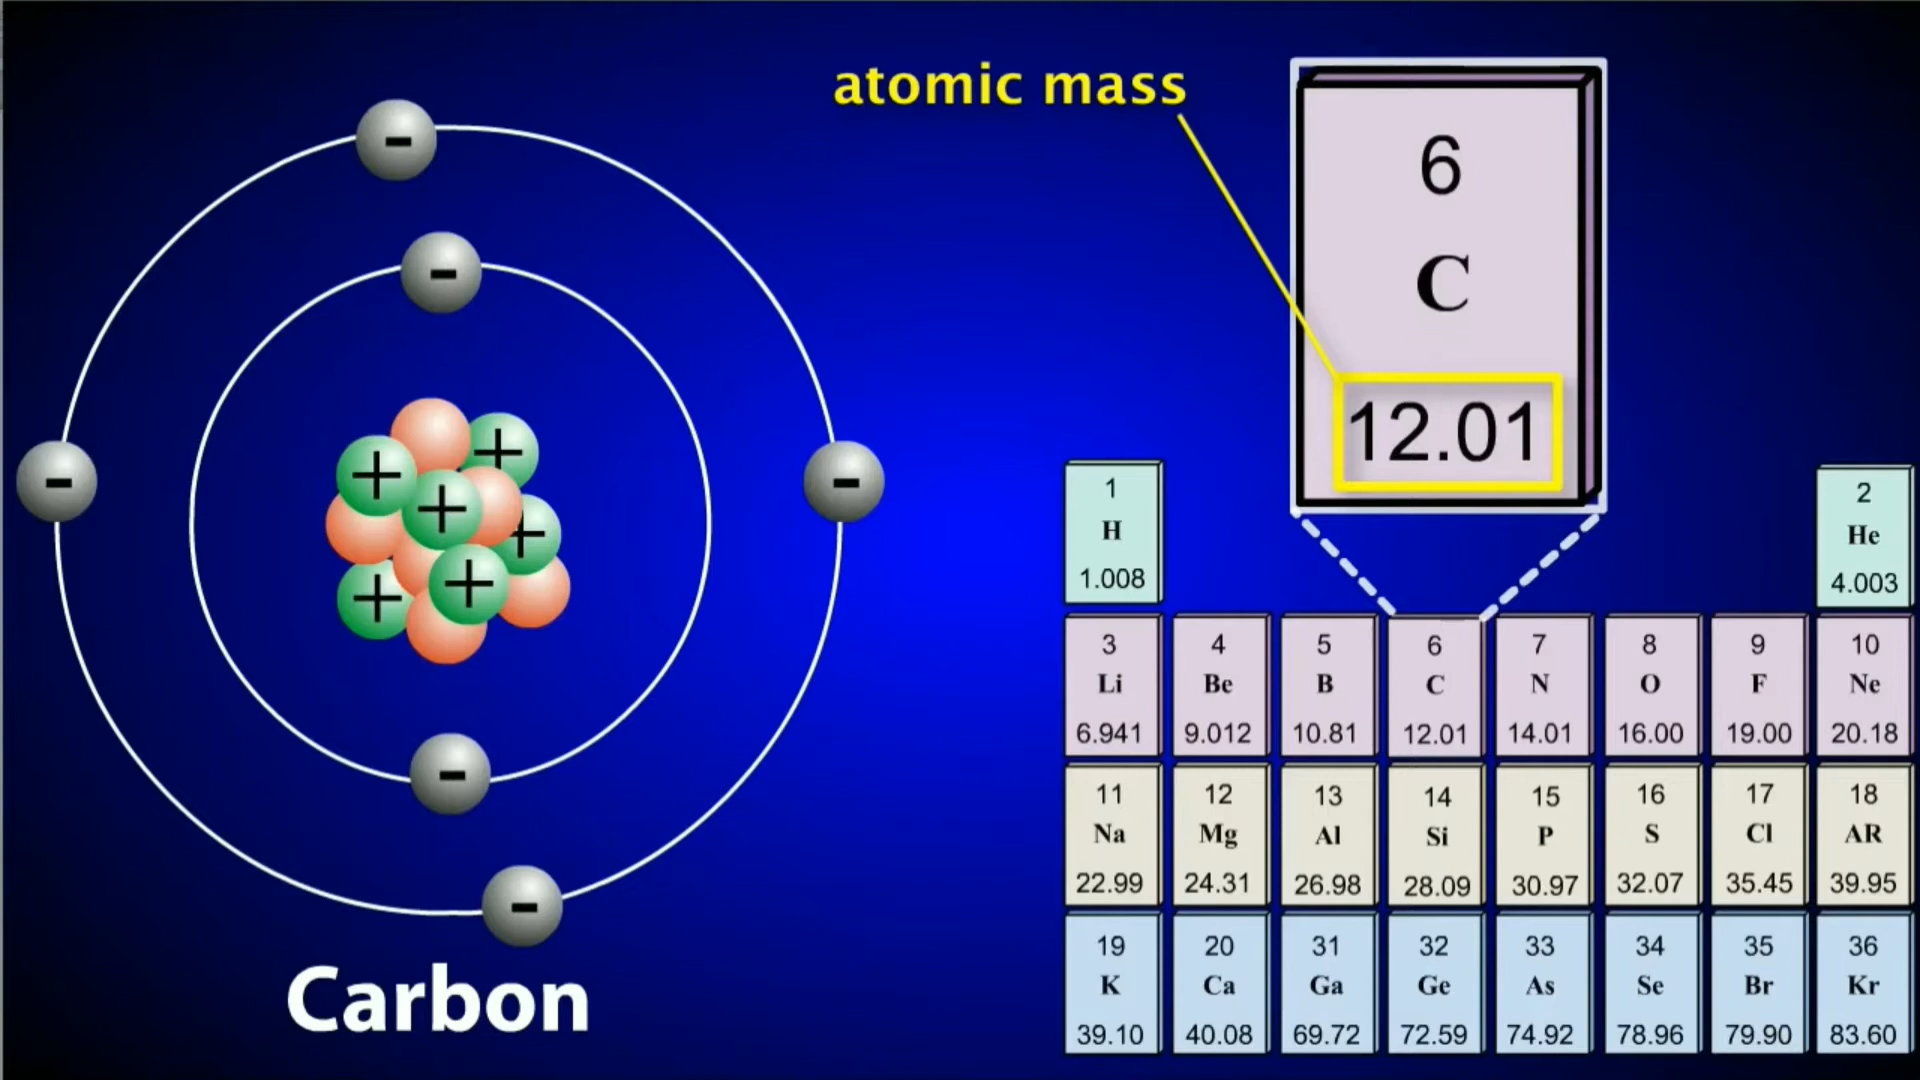 atomic mass
6
C
12.01
1
H
1.008
2
He
4.003
3
Li
6.941
4
Be
9.012
5
B
10.81
6
C
12.01
7
N
14.01
8
O
16.00
9
F
19.00
10
Ne
20.18
11
Na
22.99
12
Mg
24.31
13
Al
26.98
14
Si
28.09
15
P
30.97
16
S
32.07
17
Cl
35.45
18
AR
39.95
19
K
39.10
20
Ca
40.08
31
Ga
69.72
32
Ge
72.59
33
As
74.92
34
Se
78.96
35
Br
79.90
36
Kr
83.60
-
-
-
-
-
-
+
+
+
+
+
+
Carbon